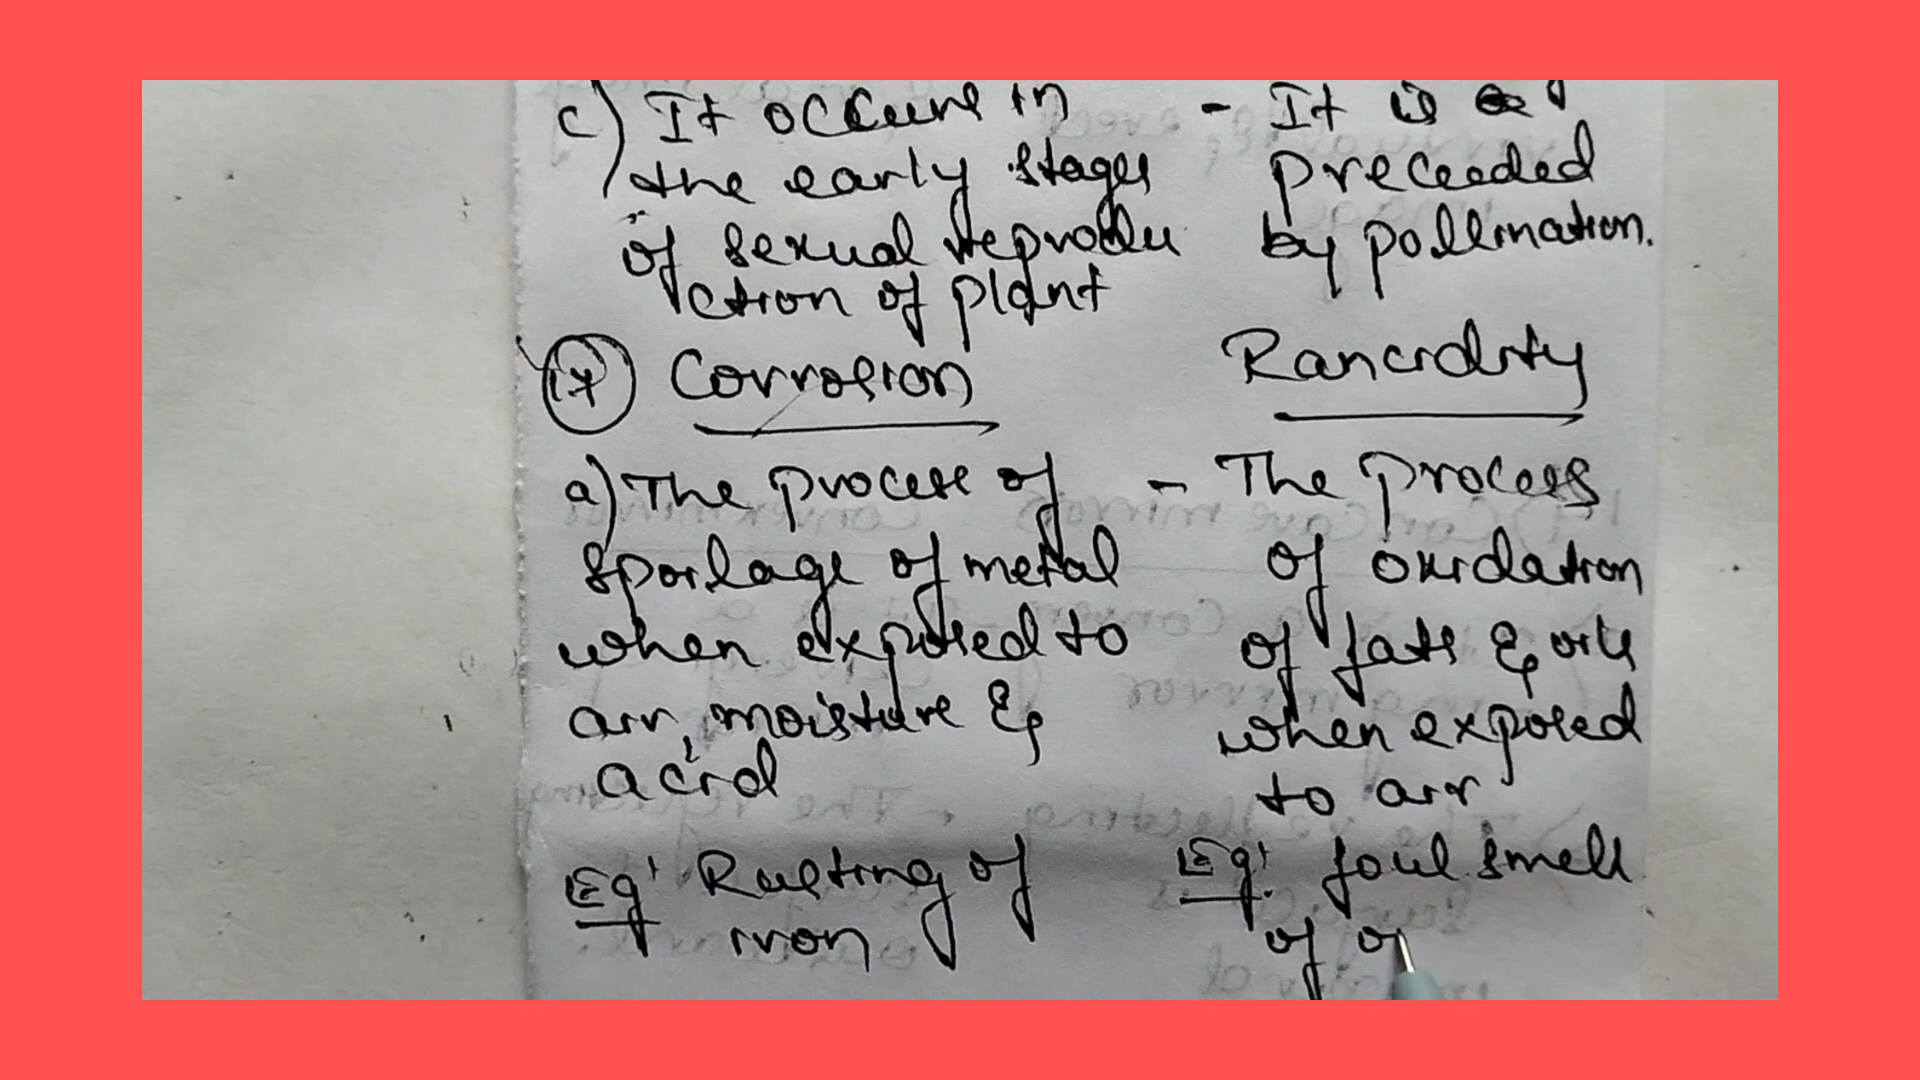 c) It occurs in
the early stages
of sexual reprodu
ction of plant
- It is
preceeded
by pollination.
17 Corrosion
Rancidity
a) The process of
spoilage of metal
when exposed to
air, moisture &
acid
Eg: Rusting of
iron
- The process
of oxidation
of fats & oils
when exposed
to air
Eg: foul smell
of o